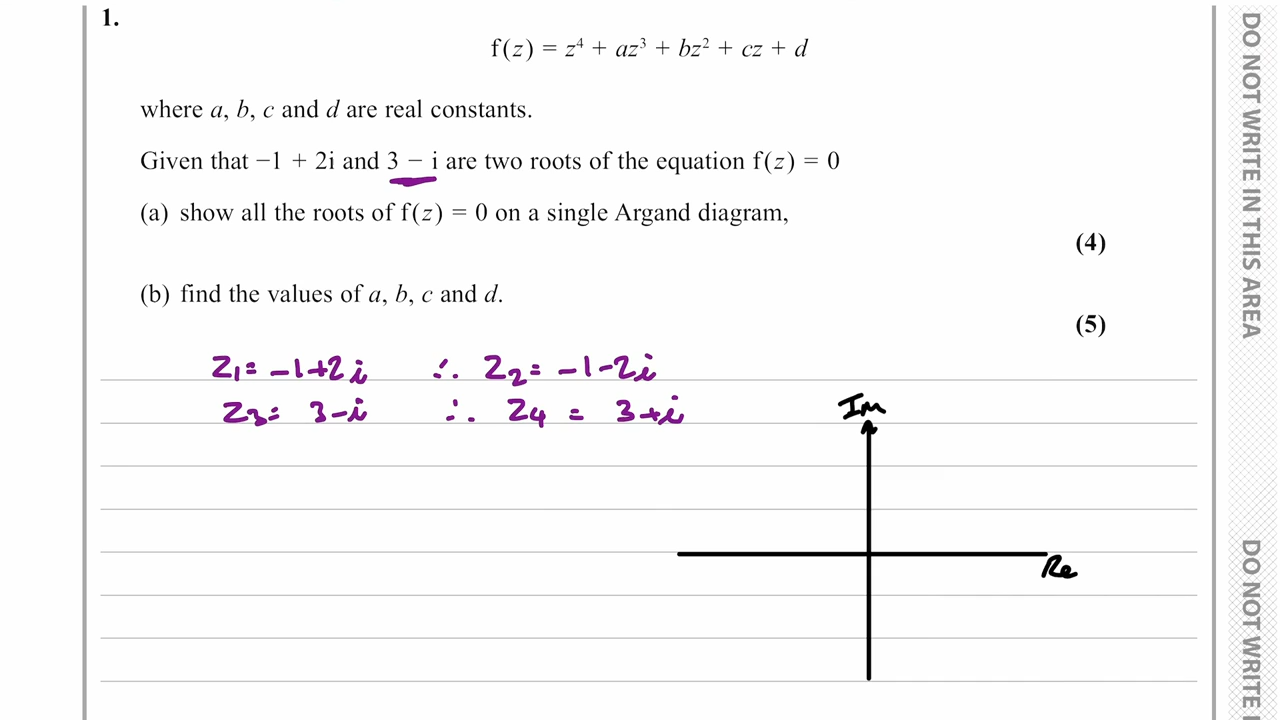 1.
f(z) = z⁴ + az³ + bz² + cz + d
where a, b, c and d are real constants.
Given that −1 + 2i and 3 − i are two roots of the equation f(z) = 0
(a) show all the roots of f(z) = 0 on a single Argand diagram,
(4)
(b) find the values of a, b, c and d.
(5)
Z₁ = -1+2i ∴ Z₂ = -1-2i
Z₃ = 3-i ∴ Z₄ = 3+i
Im
Re
DO NOT WRITE IN THIS AREA
DO NOT WRITE I